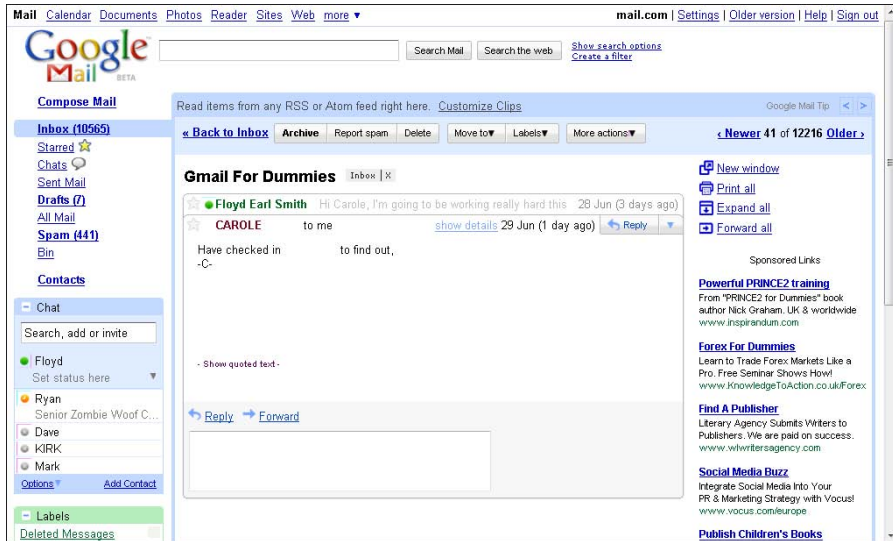 Mail Calendar Documents Photos Reader Sites Web more ▼ mail.com | Settings | Older version | Help | Sign out
Google Mail BETA
Search Mail Search the web Show search options
Create a filter
Compose Mail
Inbox (10565)
Starred
Chats
Sent Mail
Drafts (7)
All Mail
Spam (441)
Bin
Contacts
Chat
Search, add or invite
Floyd
Set status here
Ryan
Senior Zombie Woof C...
Dave
KIRK
Mark
Options Add Contact
Labels
Deleted Messages
Read items from any RSS or Atom feed right here. Customize Clips Google Mail Tip < >
« Back to Inbox Archive Report spam Delete Move to▼ Labels▼ More actions▼ ‹ Newer 41 of 12216 Older ›
Gmail For Dummies Inbox | X
Floyd Earl Smith Hi Carole, I'm going to be working really hard this 28 Jun (3 days ago)
CAROLE to me show details 29 Jun (1 day ago) Reply
Have checked in to find out,
-C-
- Show quoted text -
Reply Forward
New window
Print all
Expand all
Forward all
Sponsored Links
Powerful PRINCE2 training
From "PRINCE2 for Dummies" book
author Nick Graham. UK & worldwide
www.inspirandum.com
Forex For Dummies
Learn to Trade Forex Markets Like a
Pro. Free Seminar Shows How!
www.KnowledgeToAction.co.uk/Forex
Find A Publisher
Literary Agency Submits Writers to
Publishers. We are paid on success.
www.wlwritersagency.com
Social Media Buzz
Integrate Social Media Into Your
PR & Marketing Strategy with Vocus!
www.vocus.com/europe
Publish Children's Books